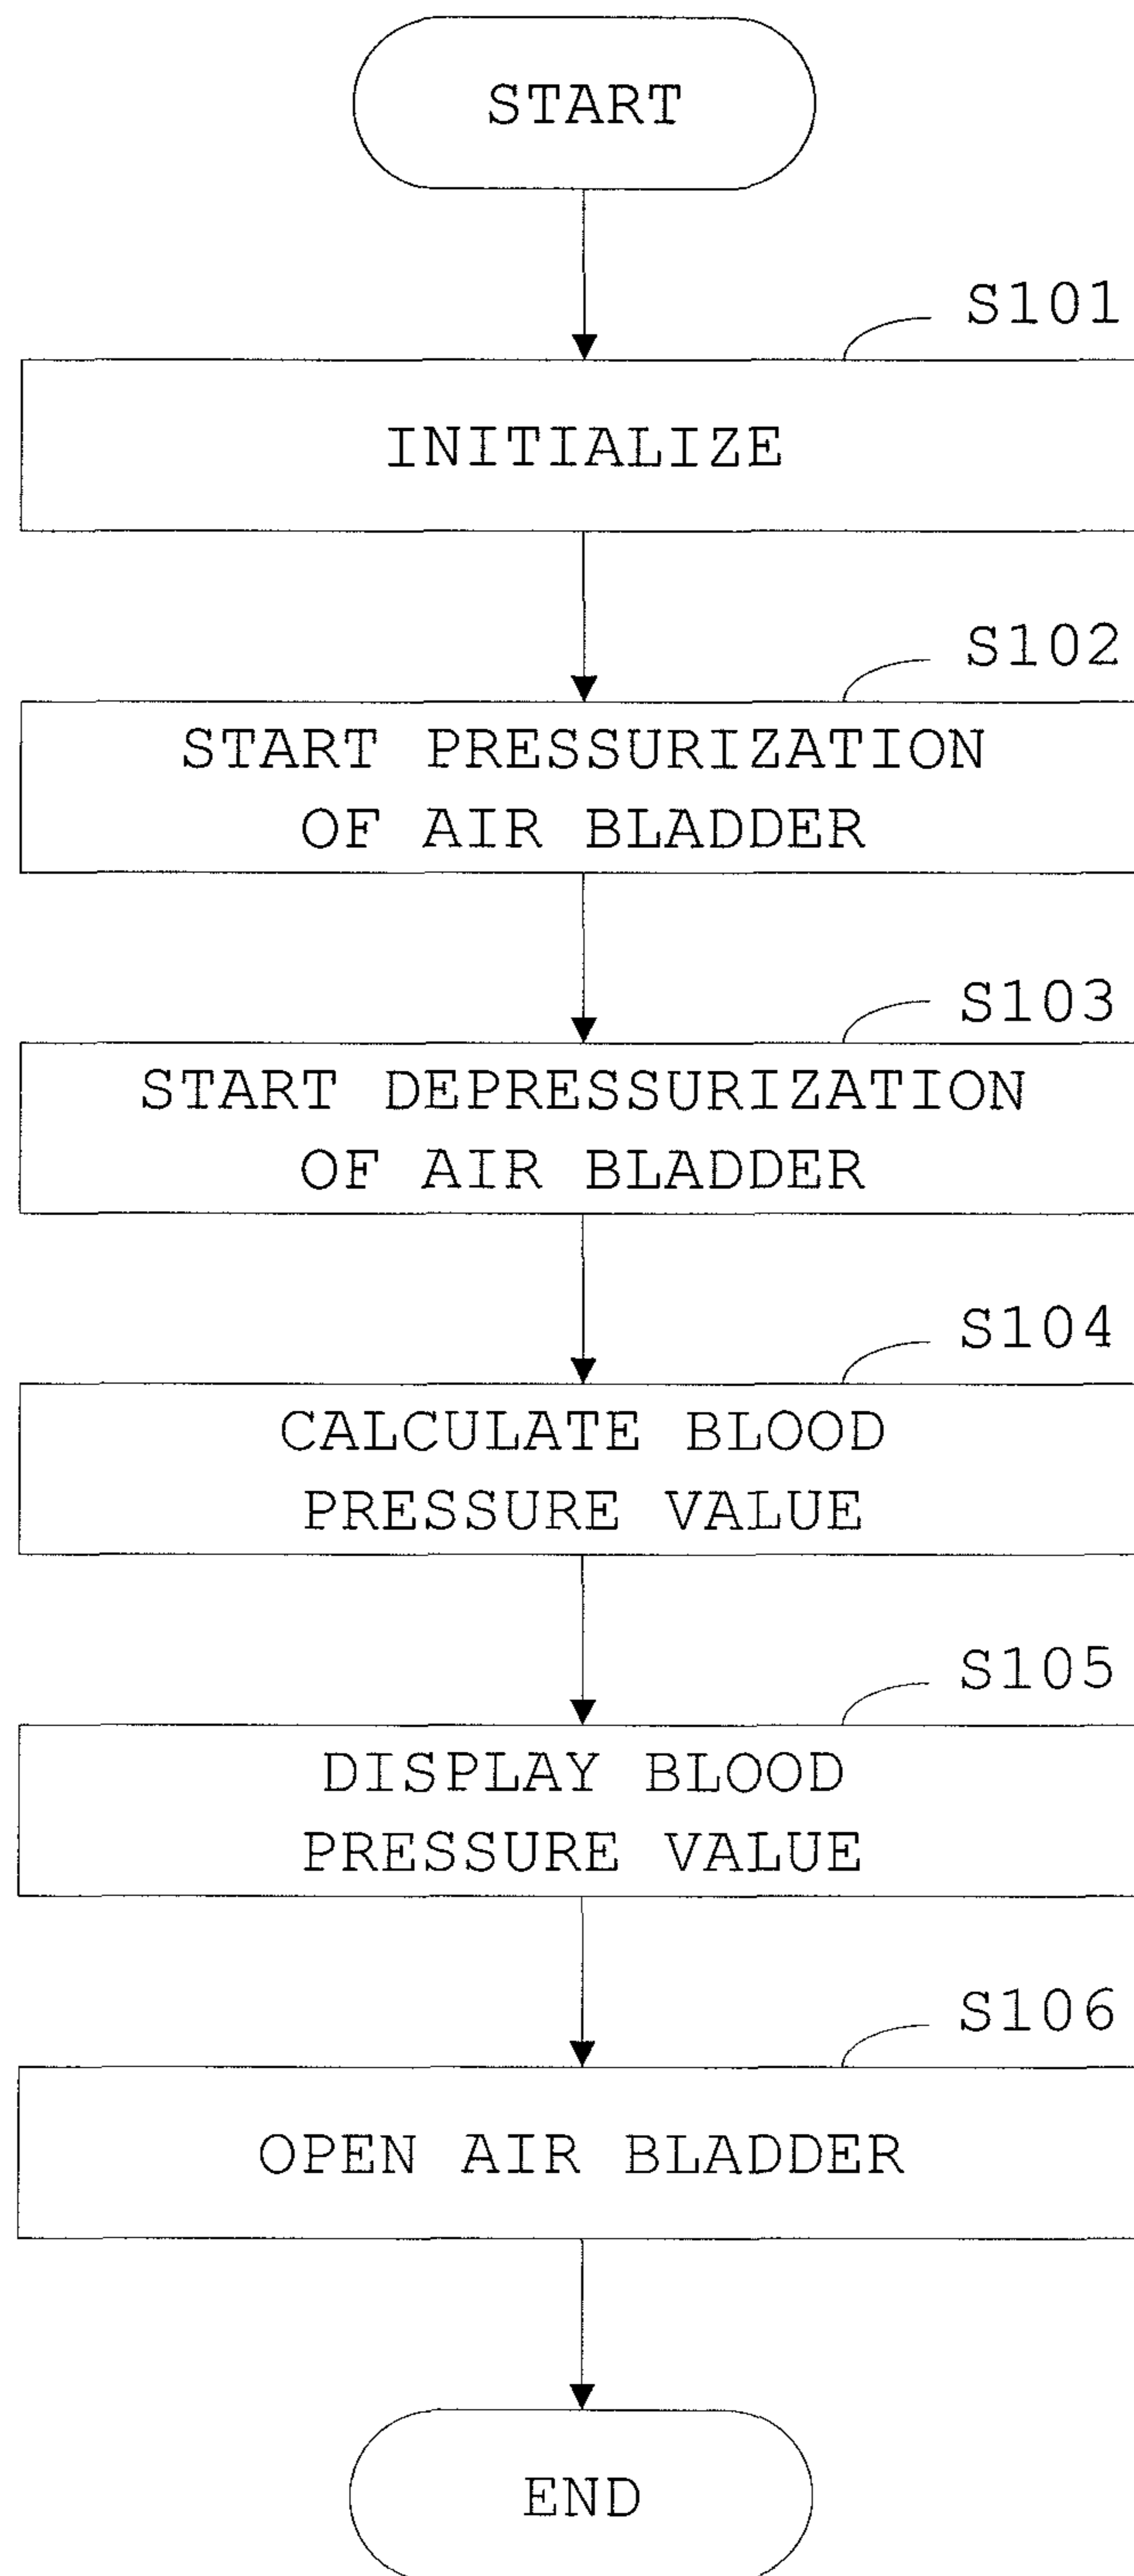 START
S101
INITIALIZE
S102
START PRESSURIZATION
OF AIR BLADDER
S103
START DEPRESSURIZATION
OF AIR BLADDER
S104
CALCULATE BLOOD
PRESSURE VALUE
S105
DISPLAY BLOOD
PRESSURE VALUE
S106
OPEN AIR BLADDER
END